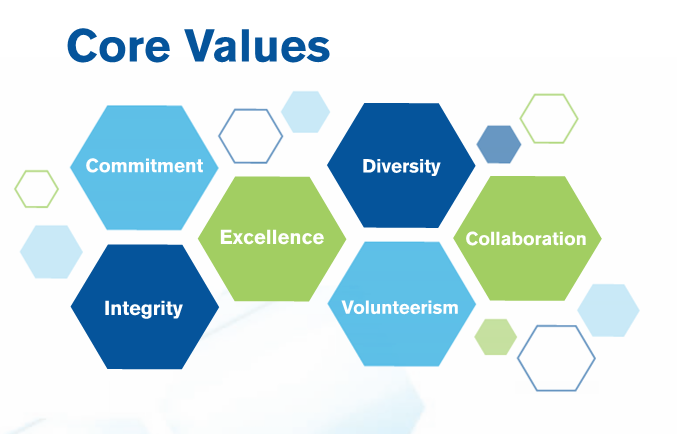 Core Values
Commitment
Diversity
Excellence
Collaboration
Integrity
Volunteerism